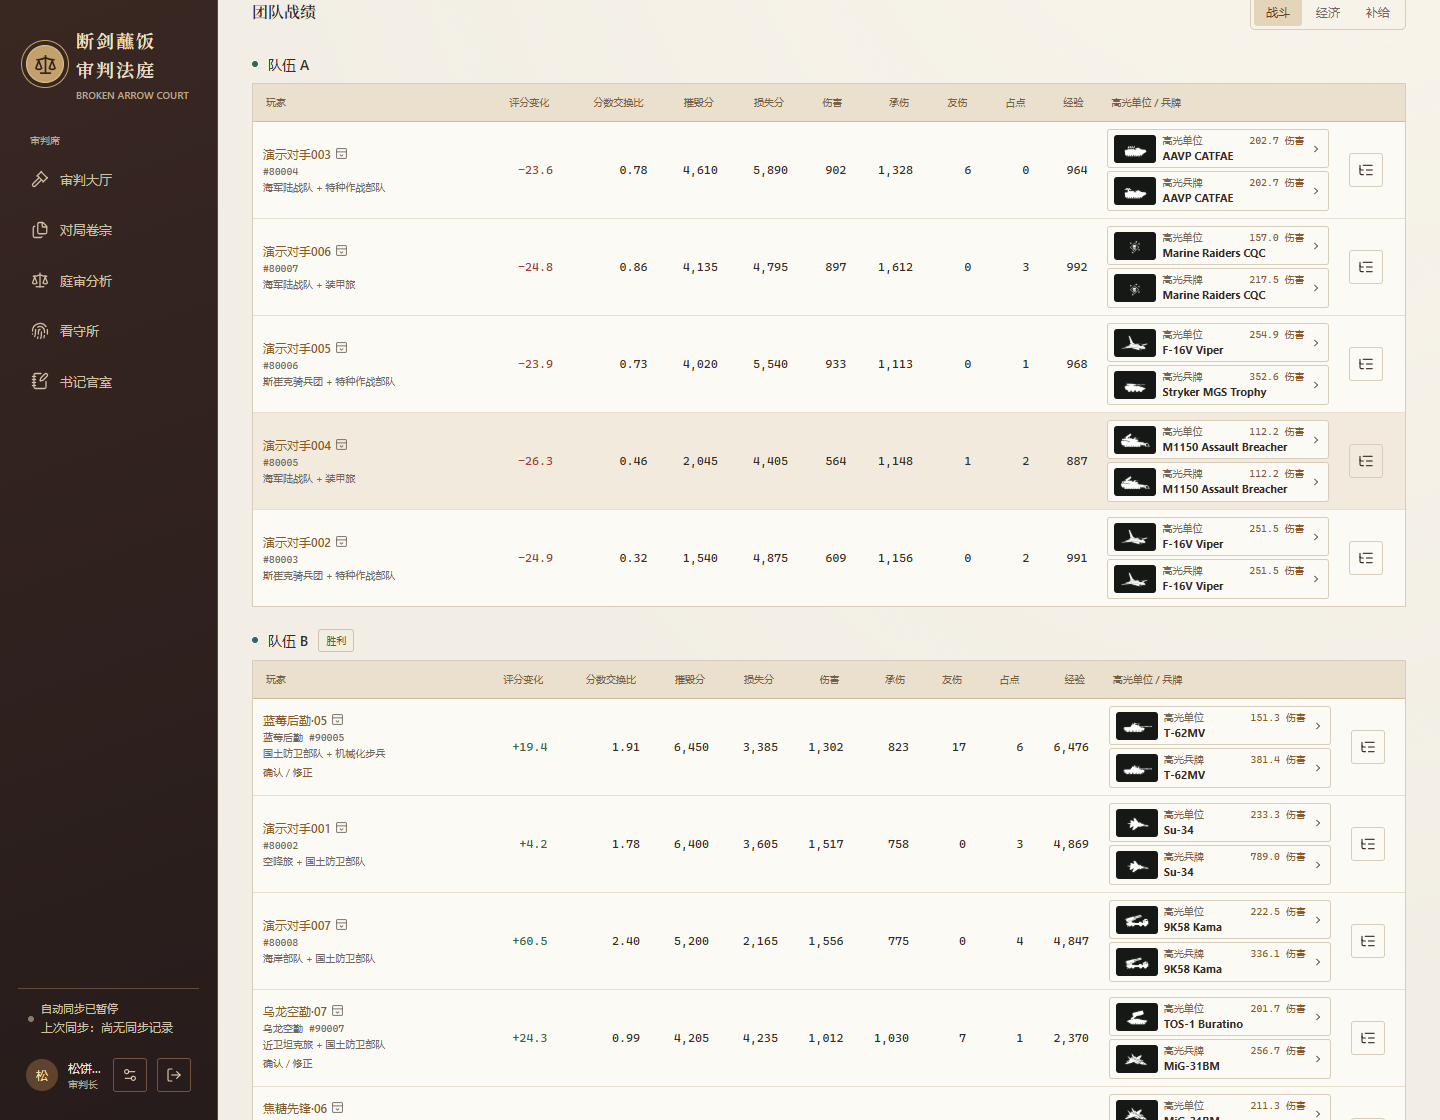 断剑蘸饭
审判法庭
BROKEN ARROW COURT
审判席
审判大厅
对局卷宗
庭审分析
看守所
书记官室
自动同步已暂停
上次同步：尚无同步记录
松
松饼...
审判长
团队战绩
战斗 经济 补给
队伍 A
玩家 评分变化 分数交换比 摧毁分 损失分 伤害 承伤 友伤 占点 经验 高光单位 / 兵牌
演示对手003
#80004
海军陆战队 + 特种作战部队
−23.6 0.78 4,610 5,890 902 1,328 6 0 964
高光单位 202.7 伤害
AAVP CATFAE
高光兵牌 202.7 伤害
AAVP CATFAE
演示对手006
#80007
海军陆战队 + 装甲旅
−24.8 0.86 4,135 4,795 897 1,612 0 3 992
高光单位 157.0 伤害
Marine Raiders CQC
高光兵牌 217.5 伤害
Marine Raiders CQC
演示对手005
#80006
斯崔克骑兵团 + 特种作战部队
−23.9 0.73 4,020 5,540 933 1,113 0 1 968
高光单位 254.9 伤害
F-16V Viper
高光兵牌 352.6 伤害
Stryker MGS Trophy
演示对手004
#80005
海军陆战队 + 装甲旅
−26.3 0.46 2,045 4,405 564 1,148 1 2 887
高光单位 112.2 伤害
M1150 Assault Breacher
高光兵牌 112.2 伤害
M1150 Assault Breacher
演示对手002
#80003
斯崔克骑兵团 + 特种作战部队
−24.9 0.32 1,540 4,875 609 1,156 0 2 991
高光单位 251.5 伤害
F-16V Viper
高光兵牌 251.5 伤害
F-16V Viper
队伍 B 胜利
玩家 评分变化 分数交换比 摧毁分 损失分 伤害 承伤 友伤 占点 经验 高光单位 / 兵牌
蓝莓后勤·05
蓝莓后勤 #90005
国土防卫部队 + 机械化步兵
确认 / 修正
+19.4 1.91 6,450 3,385 1,302 823 17 6 6,476
高光单位 151.3 伤害
T-62MV
高光兵牌 381.4 伤害
T-62MV
演示对手001
#80002
空降旅 + 国土防卫部队
+4.2 1.78 6,400 3,605 1,517 758 0 3 4,869
高光单位 233.3 伤害
Su-34
高光兵牌 789.0 伤害
Su-34
演示对手007
#80008
海岸部队 + 国土防卫部队
+60.5 2.40 5,200 2,165 1,556 775 0 4 4,847
高光单位 222.5 伤害
9K58 Kama
高光兵牌 336.1 伤害
9K58 Kama
乌龙空勤·07
乌龙空勤 #90007
近卫坦克旅 + 国土防卫部队
确认 / 修正
+24.3 0.99 4,205 4,235 1,012 1,030 7 1 2,370
高光单位 201.7 伤害
TOS-1 Buratino
高光兵牌 256.7 伤害
MiG-31BM
焦糖先锋·06
高光单位 211.3 伤害
MiG-31BM